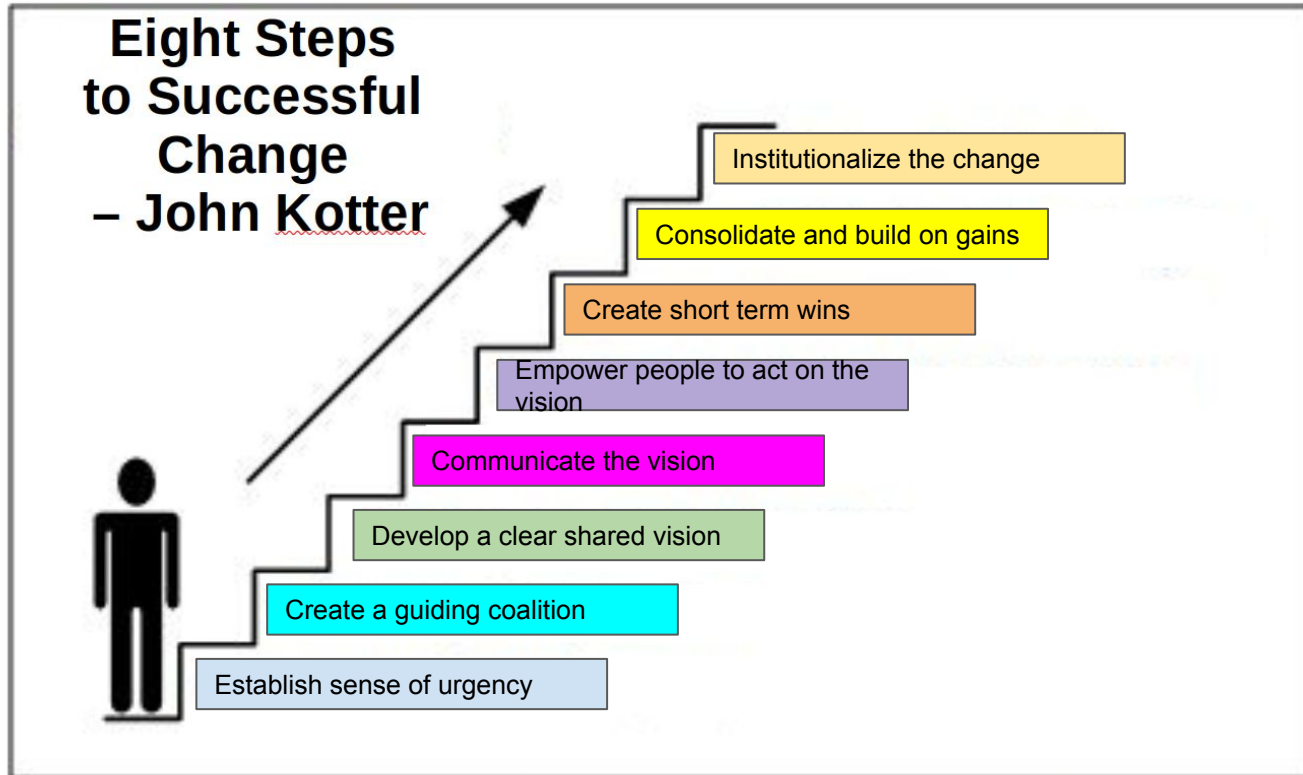 Eight Steps
to Successful
Change
– John Kotter
Institutionalize the change
Consolidate and build on gains
Create short term wins
Empower people to act on the
vision
Communicate the vision
Develop a clear shared vision
Create a guiding coalition
Establish sense of urgency